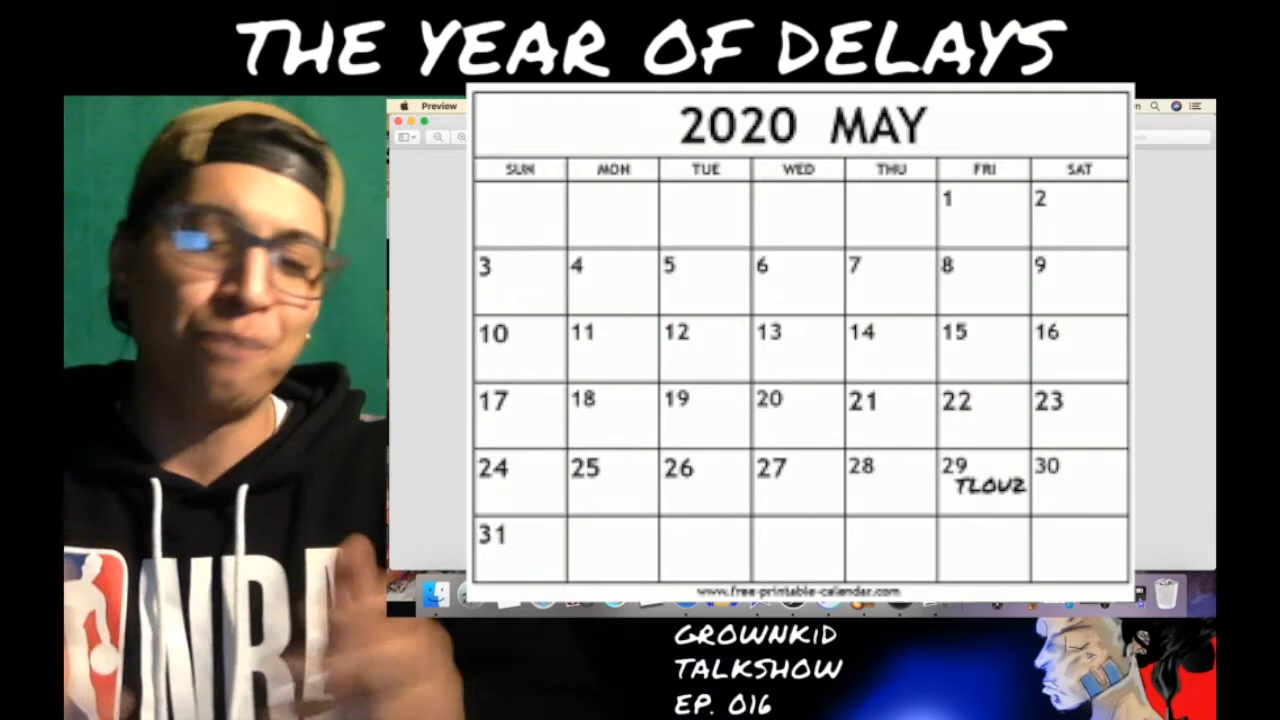 THE YEAR OF DELAYS
Preview
2020 MAY
SUN MON TUE WED THU FRI SAT
1 2
3 4 5 6 7 8 9
10 11 12 13 14 15 16
17 18 19 20 21 22 23
24 25 26 27 28 29 30
TLOU2
31
www.free-printable-calendar.com
NBA
GROWNKID
TALKSHOW
EP. 016